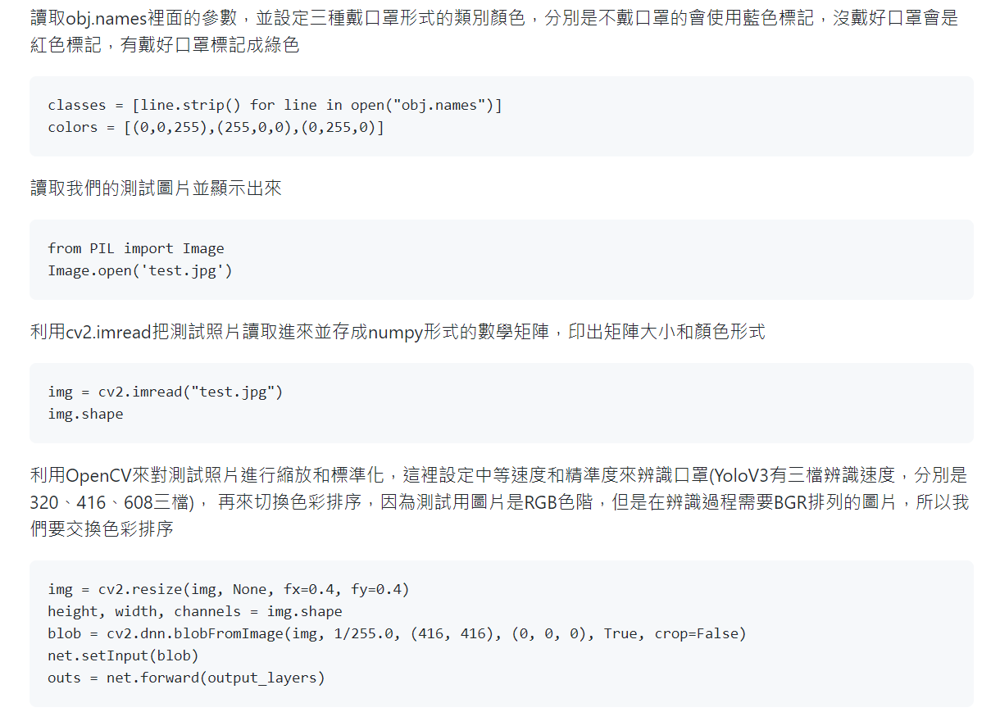 讀取obj.names裡面的參數，並設定三種戴口罩形式的類別顏色，分別是不戴口罩的會使用藍色標記，沒戴好口罩會是
紅色標記，有戴好口罩標記成綠色
classes = [line.strip() for line in open("obj.names")]
colors = [(0,0,255),(255,0,0),(0,255,0)]
讀取我們的測試圖片並顯示出來
from PIL import Image
Image.open('test.jpg')
利用cv2.imread把測試照片讀取進來並存成numpy形式的數學矩陣，印出矩陣大小和顏色形式
img = cv2.imread("test.jpg")
img.shape
利用OpenCV來對測試照片進行縮放和標準化，這裡設定中等速度和精準度來辨識口罩(YoloV3有三檔辨識速度，分別是
320、416、608三檔)， 再來切換色彩排序，因為測試用圖片是RGB色階，但是在辨識過程需要BGR排列的圖片，所以我
們要交換色彩排序
img = cv2.resize(img, None, fx=0.4, fy=0.4)
height, width, channels = img.shape
blob = cv2.dnn.blobFromImage(img, 1/255.0, (416, 416), (0, 0, 0), True, crop=False)
net.setInput(blob)
outs = net.forward(output_layers)